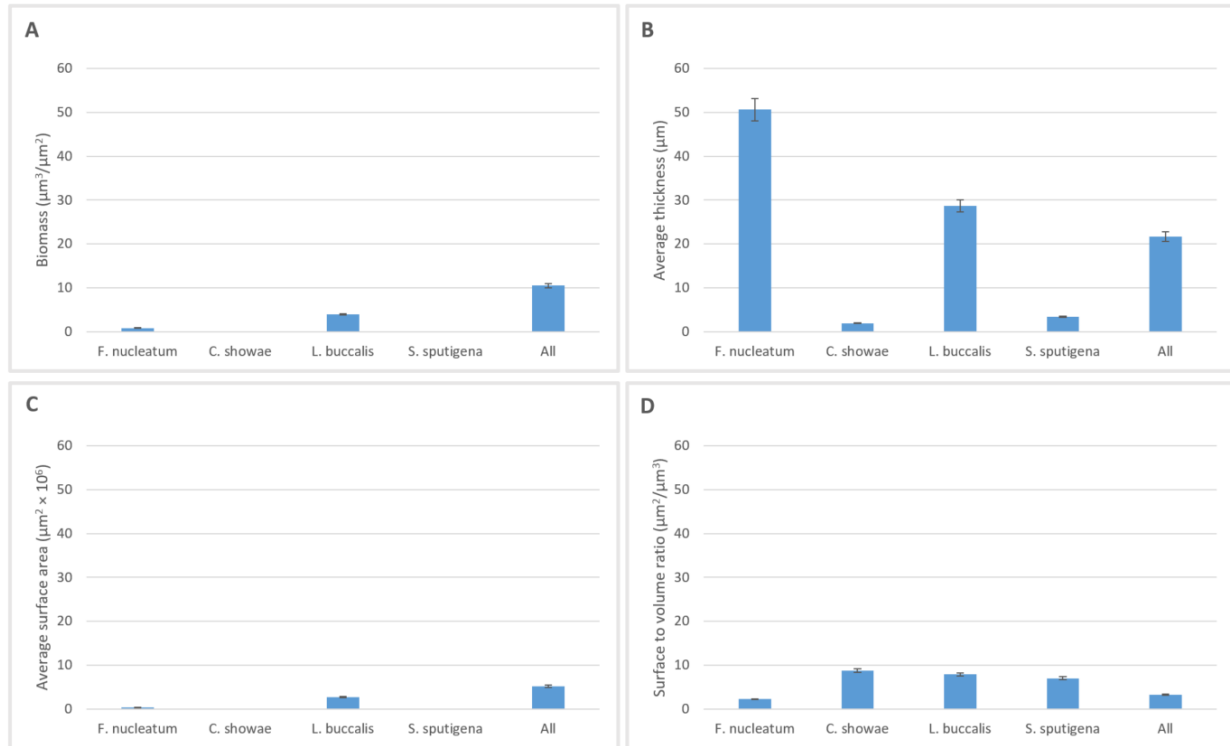 A
60
50
40
30
20
10
0
Biomass (µm³/µm²)
F. nucleatum C. showae L. buccalis S. sputigena All
B
60
50
40
30
20
10
0
Average thickness (µm)
F. nucleatum C. showae L. buccalis S. sputigena All
C
60
50
40
30
20
10
0
Average surface area (µm² × 10⁶)
F. nucleatum C. showae L. buccalis S. sputigena All
D
60
50
40
30
20
10
0
Surface to volume ratio (µm²/µm³)
F. nucleatum C. showae L. buccalis S. sputigena All